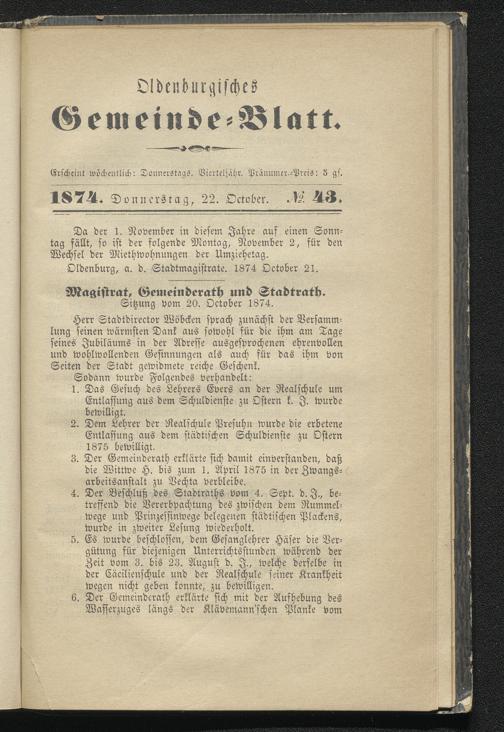 Oldenburgisches
Gemeinde-Blatt.
Erscheint wöchentlich: Donnerstags. Vierteljähr. Pränumer.-Preis: 5 gs.
1874. Donnerstag, 22. October. № 43.
Da der 1. November in diesem Jahre auf einen Sonn-
tag fällt, so ist der folgende Montag, November 2, für den
Wechsel der Miethwohnungen der Umziehetag.
Oldenburg, a. d. Stadtmagistrate. 1874 October 21.
Magistrat, Gemeinderath und Stadtrath.
Sitzung vom 20. October 1874.
Herr Stadtdirector Wöbcken sprach zunächst der Versamm-
lung seinen wärmsten Dank aus sowohl für die ihm am Tage
seines Jubiläums in der Adresse ausgesprochenen ehrenvollen
und wohlwollenden Gesinnungen als auch für das ihm von
Seiten der Stadt gewidmete reiche Geschenk.
Sodann wurde Folgendes verhandelt:
1. Das Gesuch des Lehrers Evers an der Realschule um
Entlassung aus dem Schuldienste zu Ostern k. J. wurde
bewilligt.
2. Dem Lehrer der Realschule Presuhn wurde die erbetene
Entlassung aus dem städtischen Schuldienste zu Ostern
1875 bewilligt.
3. Der Gemeinderath erklärte sich damit einverstanden, daß
die Wittwe H. bis zum 1. April 1875 in der Zwangs-
arbeitsanstalt zu Vechta verbleibe.
4. Der Beschluß des Stadtraths vom 4. Sept. d. J., be-
treffend die Vererbpachtung des zwischen dem Rummel-
wege und Prinzessinwege belegenen städtischen Plackens,
wurde in zweiter Lesung wiederholt.
5. Es wurde beschlossen, dem Gesanglehrer Häser die Ver-
gütung für diejenigen Unterrichtsstunden während der
Zeit vom 3. bis 23. August d. J., welche derselbe in
der Cäcilienschule und der Realschule seiner Krankheit
wegen nicht geben konnte, zu bewilligen.
6. Der Gemeinderath erklärte sich mit der Aufhebung des
Wasserzuges längs der Klävemann'schen Planke vom